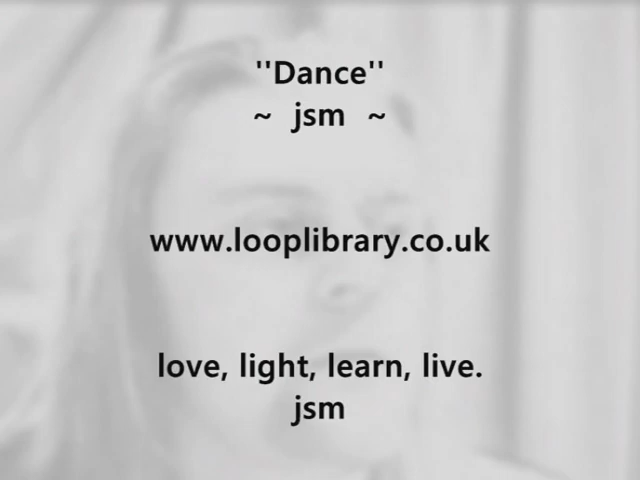 ''Dance''
~ jsm ~
www.looplibrary.co.uk
love, light, learn, live.
jsm